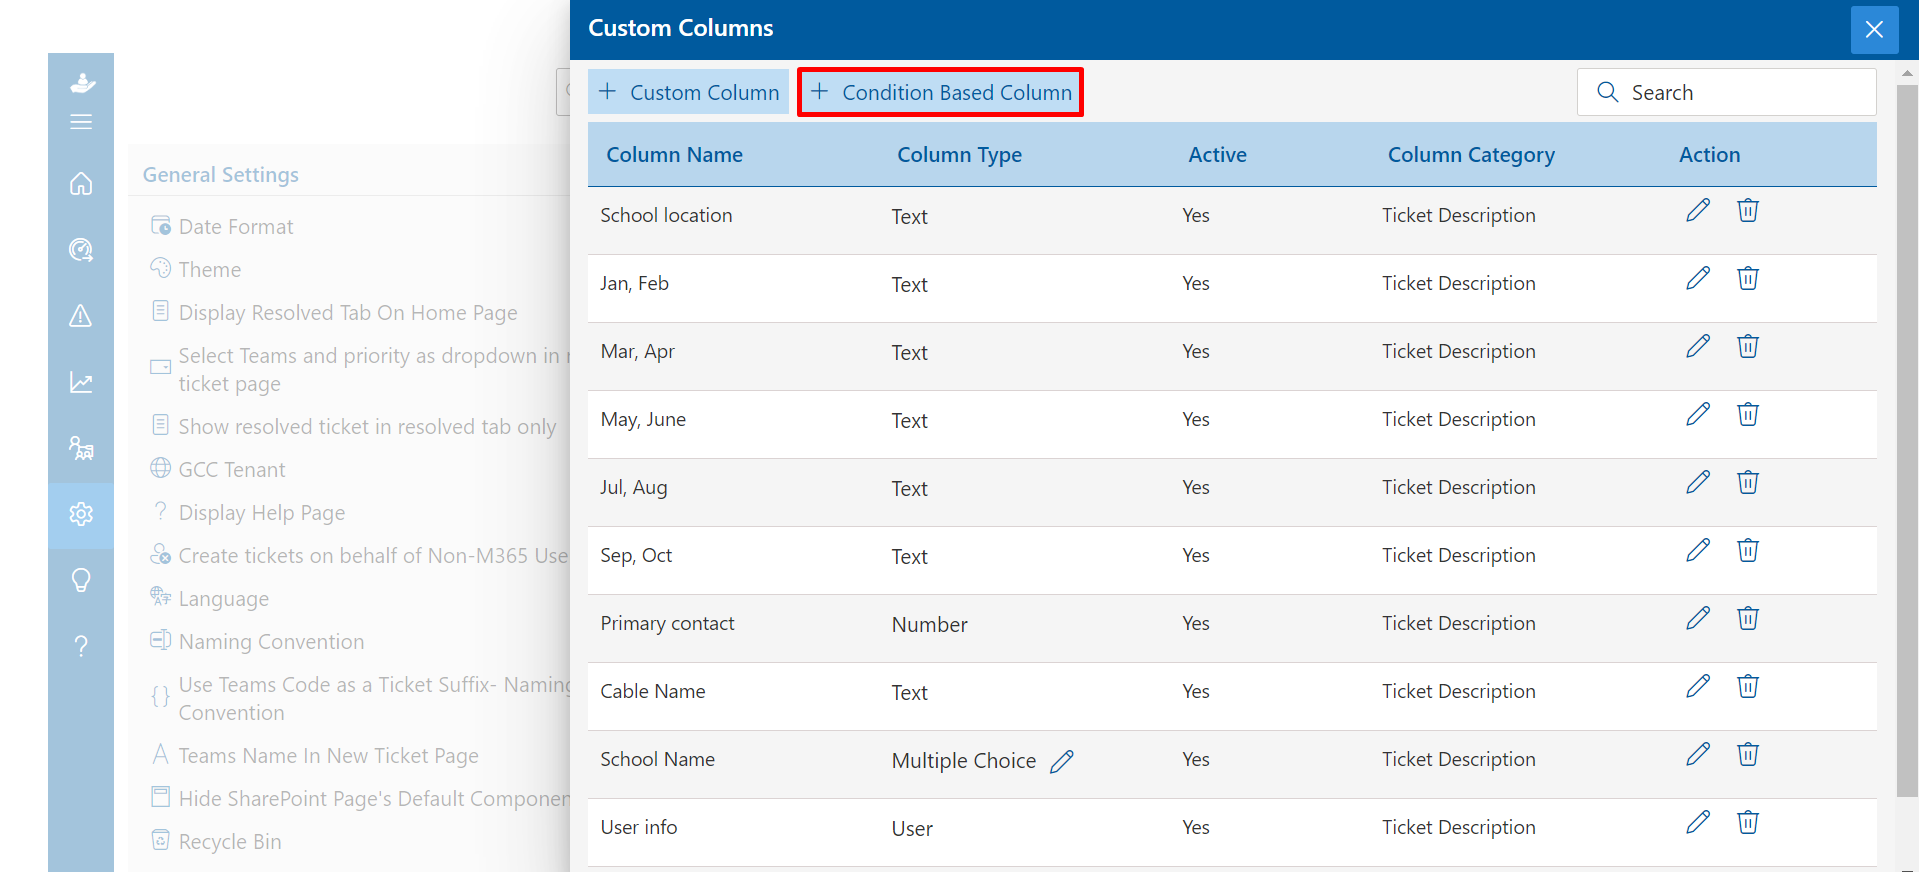 Custom Columns
Custom Column
Condition Based Column
Search
General Settings
Date Format
Theme
Display Resolved Tab On Home Page
Select Teams and priority as dropdown in
ticket page
Show resolved ticket in resolved tab only
GCC Tenant
Display Help Page
Create tickets on behalf of Non-M365 Use
Language
Naming Convention
Use Teams Code as a Ticket Suffix- Naming
Convention
Teams Name In New Ticket Page
Hide SharePoint Page's Default Componen
Recycle Bin
Column Name Column Type Active Column Category Action
School location Text Yes Ticket Description
Jan, Feb Text Yes Ticket Description
Mar, Apr Text Yes Ticket Description
May, June Text Yes Ticket Description
Jul, Aug Text Yes Ticket Description
Sep, Oct Text Yes Ticket Description
Primary contact Number Yes Ticket Description
Cable Name Text Yes Ticket Description
School Name Multiple Choice Yes Ticket Description
User info User Yes Ticket Description